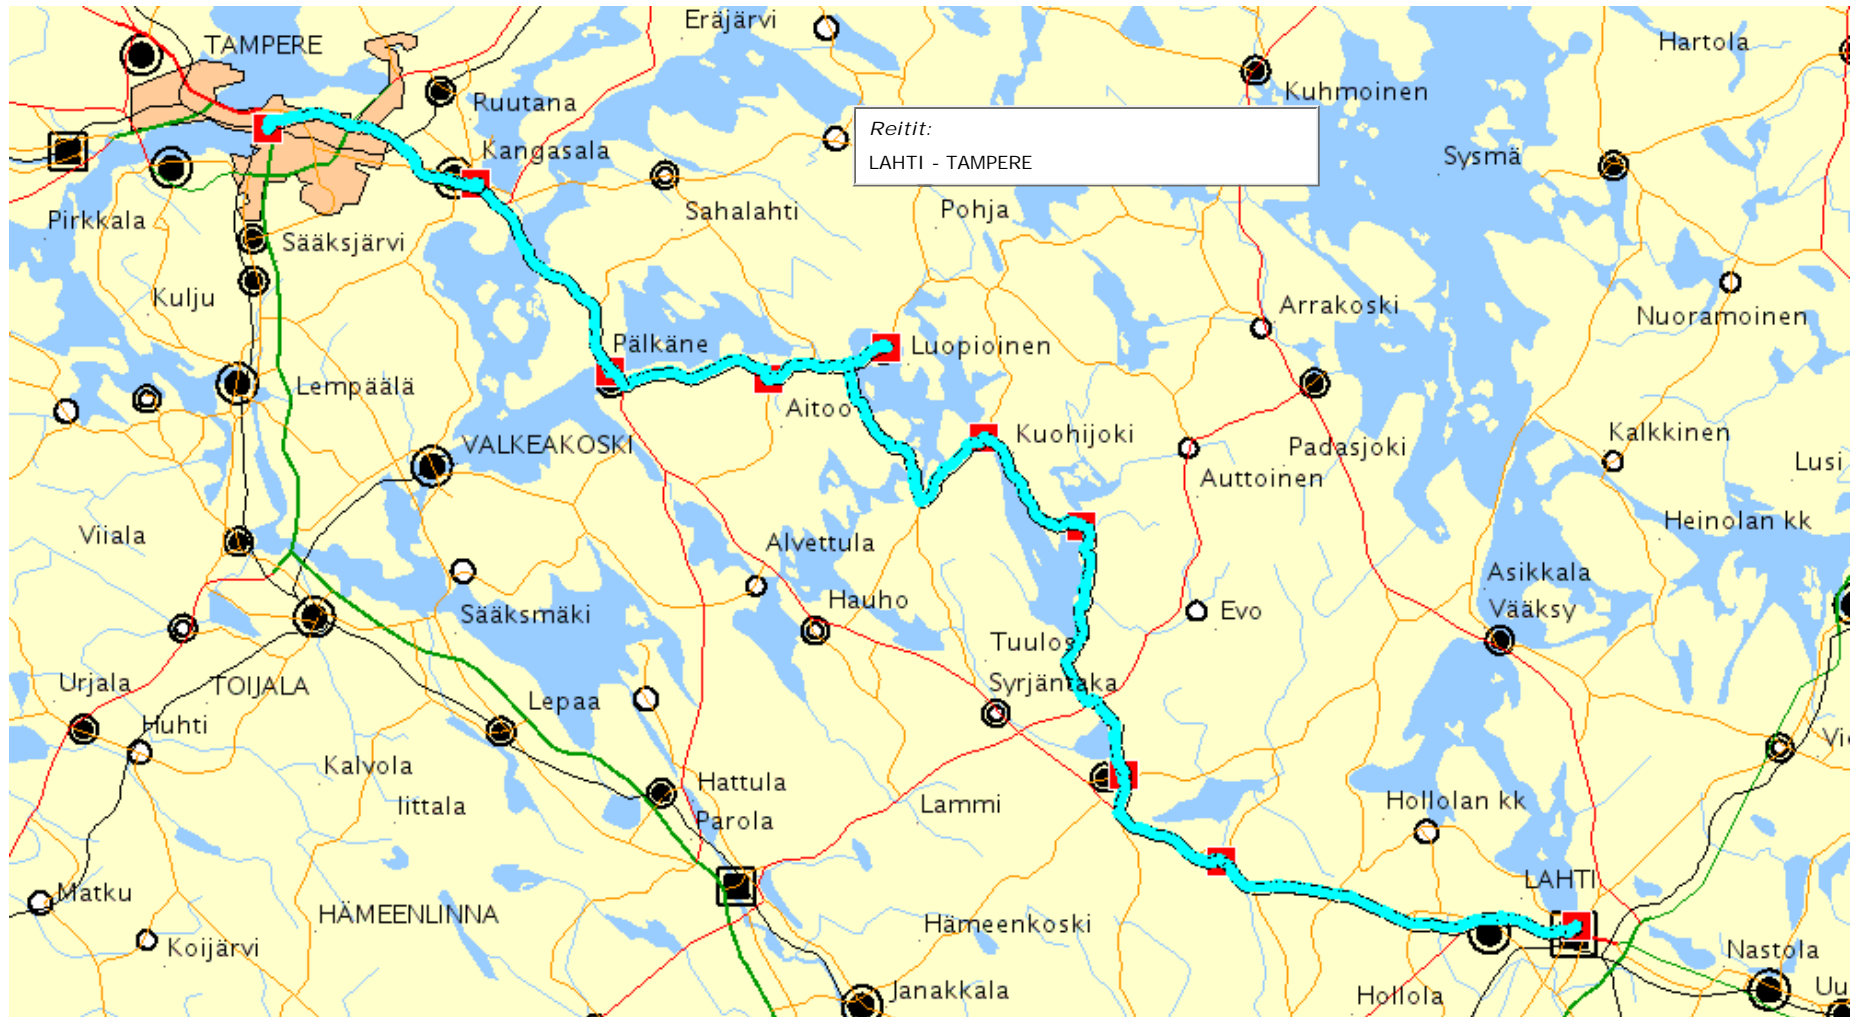 Eräjärvi
Hartola
TAMPERE
Kuhmoinen
Ruutana
Reitit:
LAHTI - TAMPERE
Kangasala
Sysmä
Pirkkala
Sahalahti
Pohja
Sääksjärvi
Kulju
Arrakoski
Nuoramoinen
Pälkäne
Luopioinen
Lempäälä
Aitoo
VALKEAKOSKI
Kuohijoki
Padasjoki
Kalkkinen
Lusi
Auttoinen
Viiala
Alvettula
Heinolan kk
Asikkala
Hauho
Vääksy
Sääksmäki
Evo
Tuulos
Urjala
TOIJALA
Syrjäntaka
Lepaa
Huhti
Vie
Kalvola
Hattula
Iittala
Lammi
Hollolan kk
Parola
LAHTI
Matku
HÄMEENLINNA
Hämeenkoski
Koijärvi
Nastola
Janakkala
Hollola
Uu